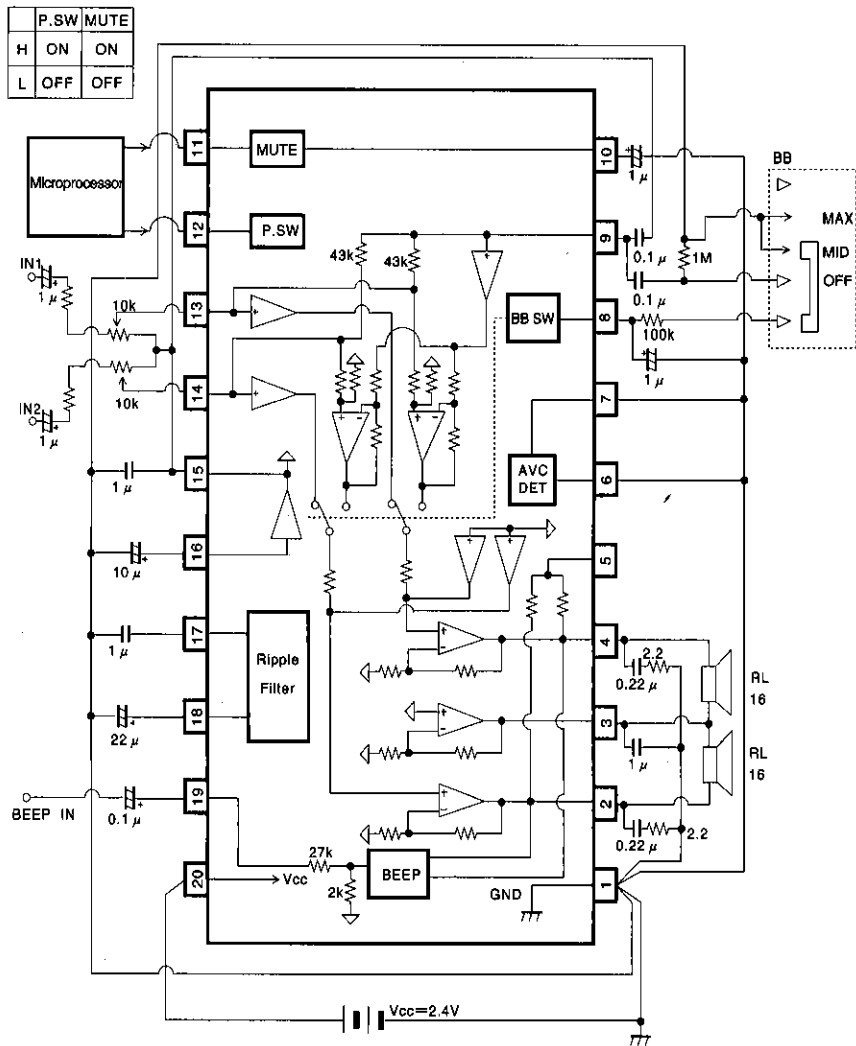 P.SW MUTE
H ON ON
L OFF OFF
Microprocessor
11
MUTE
10
1 μ
BB
12
P.SW
MAX
43k
43k
9
0.1 μ
1M
MID
IN1
1 μ
0.1 μ
OFF
10k
13
BB SW
8
100k
1 μ
14
10k
IN2
1 μ
7
15
1 μ
AVC
DET
6
16
10 μ
5
17
1 μ
Ripple
Filter
4
2.2
0.22 μ
RL
16
18
22 μ
3
1 μ
RL
16
19
BEEP IN
0.1 μ
2
0.22 μ
2.2
27k
BEEP
20
Vcc
2k
GND
1
Vcc=2.4V